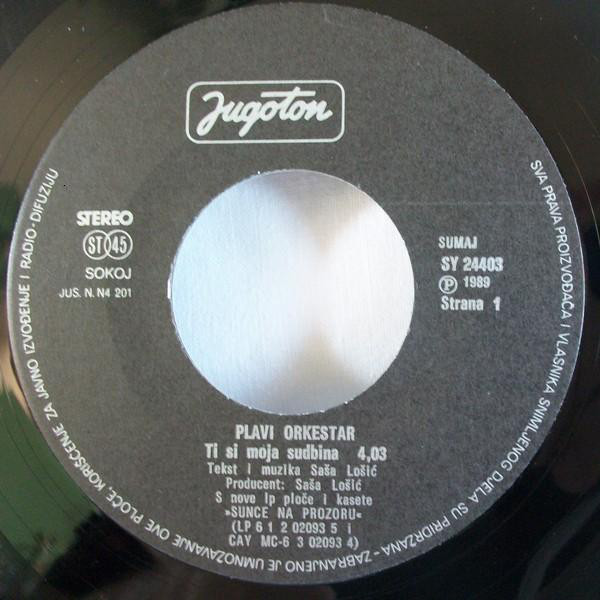 Jugoton
STEREO
ST 45
SOKOJ
JUS. N. N4 201
SUMAJ
SY 24403
Ⓟ 1989
Strana 1
PLAVI ORKESTAR
Ti si moja sudbina 4,03
Tekst i muzika Saša Lošić
Producent: Saša Lošić
S nove lp ploče i kasete
»SUNCE NA PROZORU«
(LP 6 1 2 02093 5 i
CAY MC-6 3 02093 4)
SVA PRAVA PROIZVOĐAČA I VLASNIKA SNIMLJENOG DJELA SU PRIDRŽANA - ZABRANJENO JE UMNOŽAVANJE OVE PLOČE, KORIŠĆENJE ZA JAVNO IZVOĐENJE I RADIO-DIFUZIJU